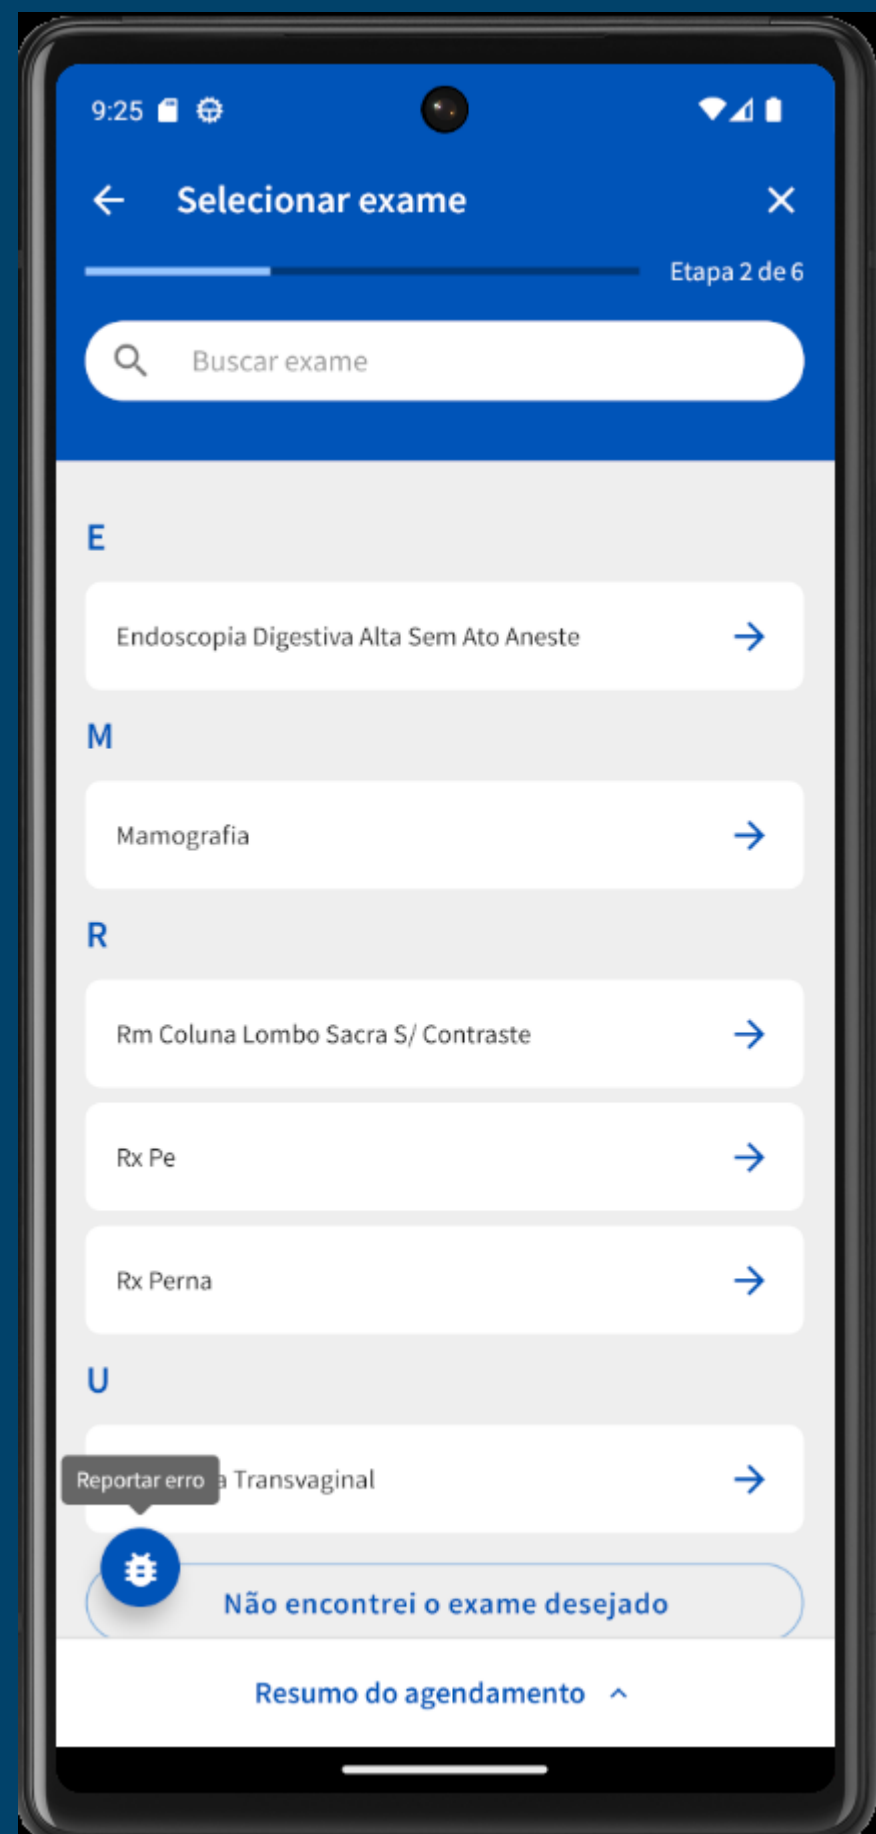 9:25
Selecionar exame
Etapa 2 de 6
Buscar exame
E
Endoscopia Digestiva Alta Sem Ato Aneste
M
Mamografia
R
Rm Coluna Lombo Sacra S/ Contraste
Rx Pe
Rx Perna
U
Reportar erro
a Transvaginal
Não encontrei o exame desejado
Resumo do agendamento